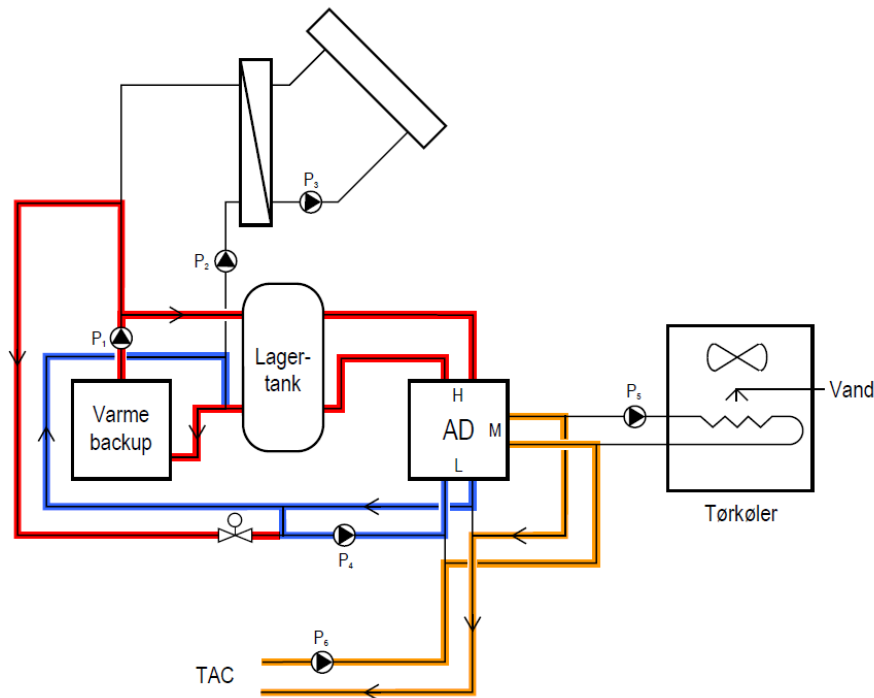 P₃
P₂
P₁
Lager-
tank
Varme
backup
H
AD
M
L
P₅
Vand
Tørkøler
P₄
P₆
TAC